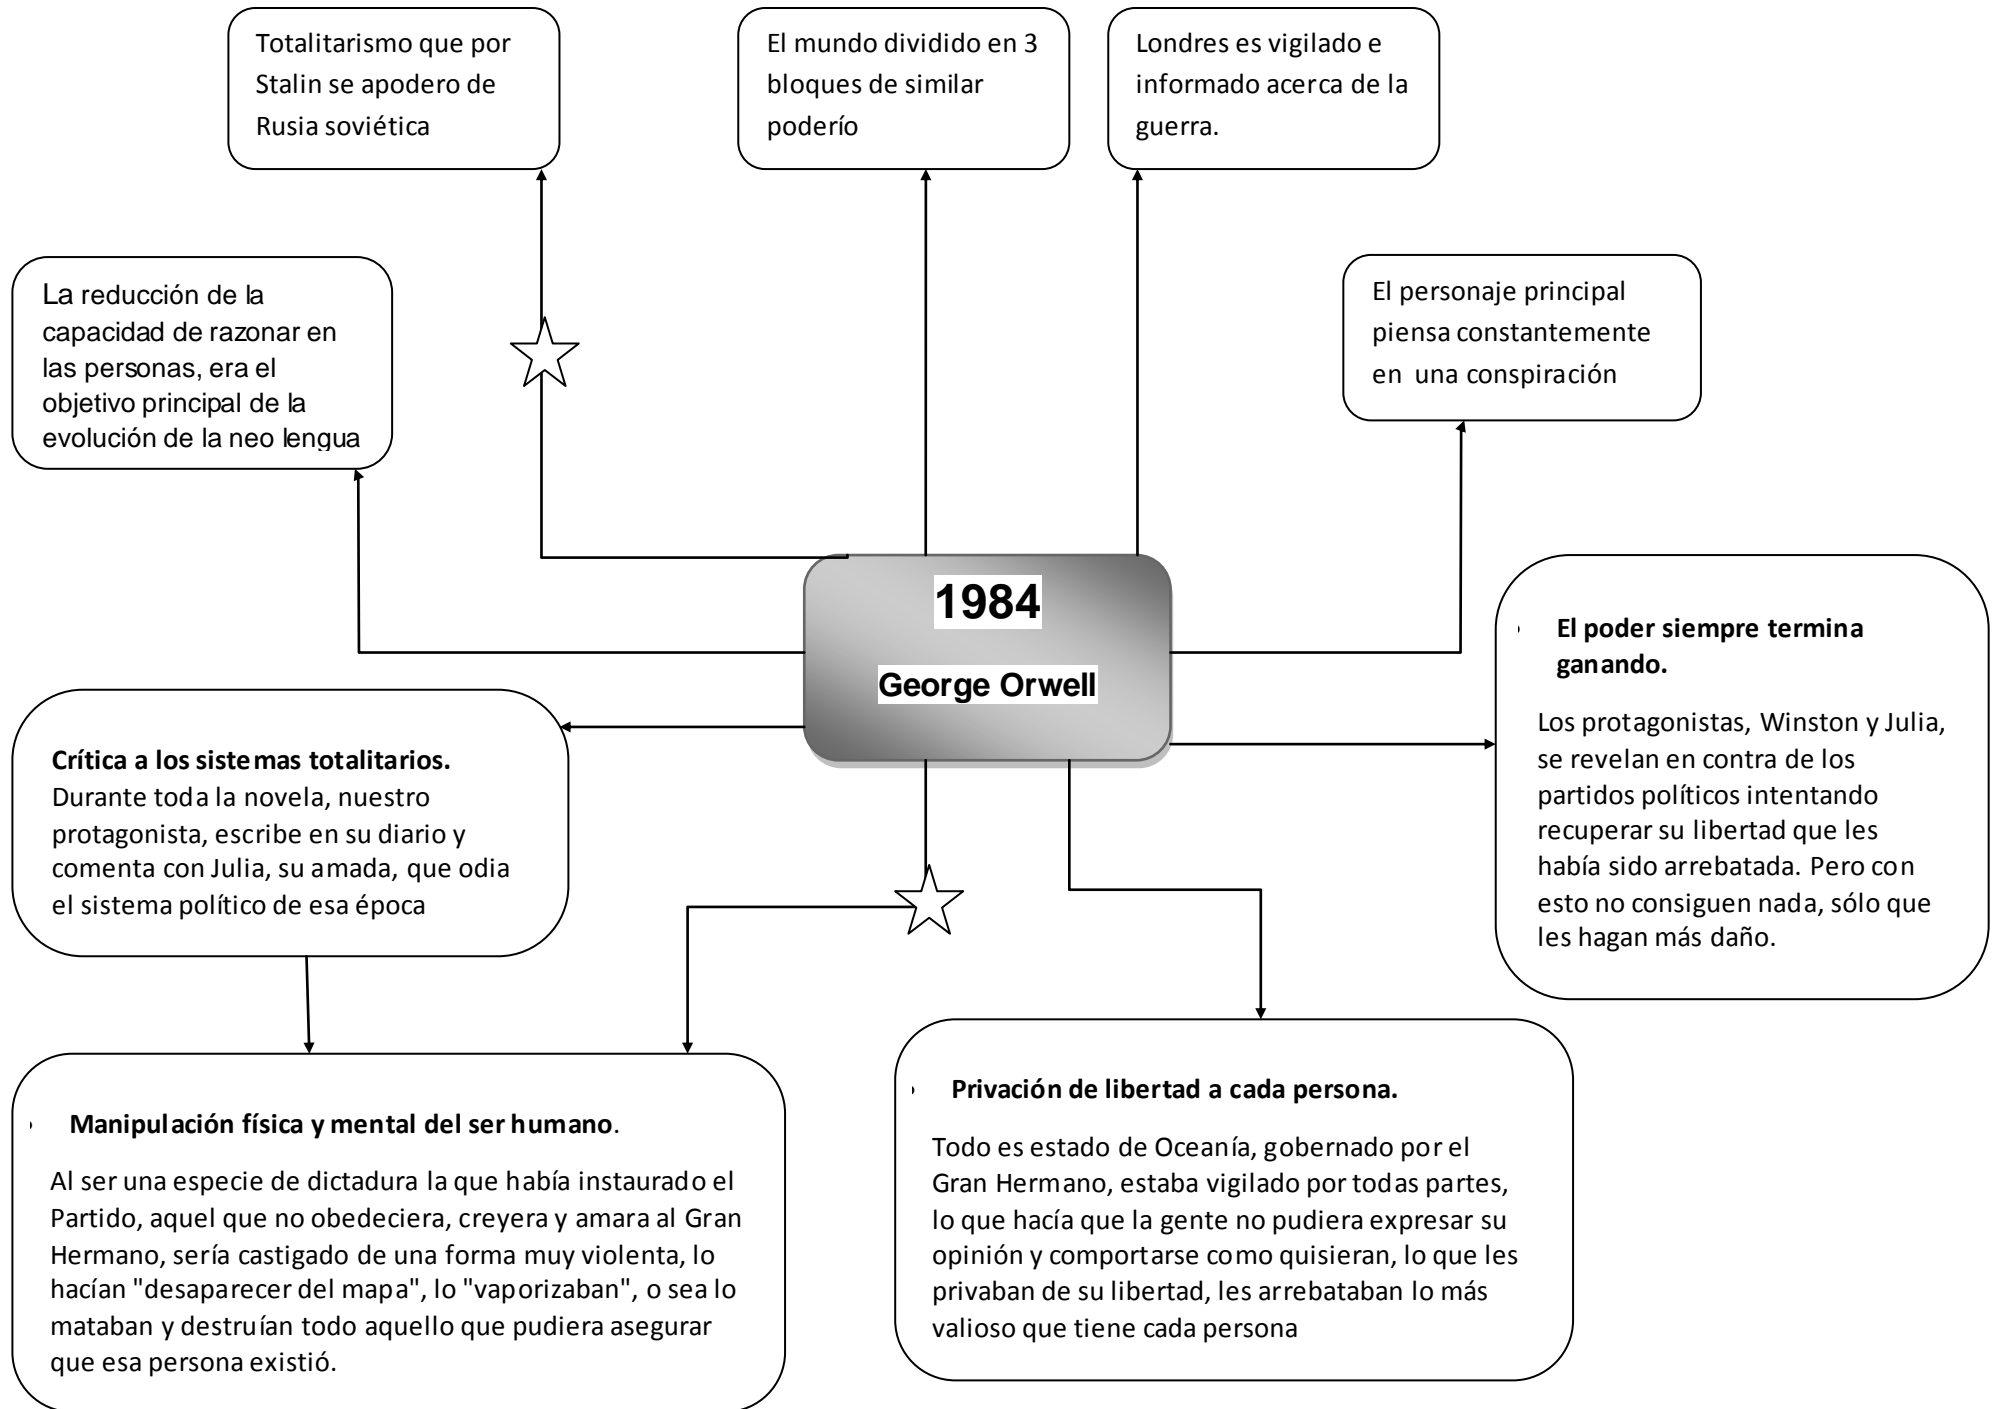 Totalitarismo que por
Stalin se apodero de
Rusia soviética
El mundo dividido en 3
bloques de similar
poderío
Londres es vigilado e
informado acerca de la
guerra.
La reducción de la
capacidad de razonar en
las personas, era el
objetivo principal de la
evolución de la neo lengua
El personaje principal
piensa constantemente
en una conspiración
1984
George Orwell
El poder siempre termina
ganando.
Los protagonistas, Winston y Julia,
se revelan en contra de los
partidos políticos intentando
recuperar su libertad que les
había sido arrebatada. Pero con
esto no consiguen nada, sólo que
les hagan más daño.
Crítica a los sistemas totalitarios.
Durante toda la novela, nuestro
protagonista, escribe en su diario y
comenta con Julia, su amada, que odia
el sistema político de esa época
Manipulación física y mental del ser humano.
Al ser una especie de dictadura la que había instaurado el
Partido, aquel que no obedeciera, creyera y amara al Gran
Hermano, sería castigado de una forma muy violenta, lo
hacían "desaparecer del mapa", lo "vaporizaban", o sea lo
mataban y destruían todo aquello que pudiera asegurar
que esa persona existió.
Privación de libertad a cada persona.
Todo es estado de Oceanía, gobernado por el
Gran Hermano, estaba vigilado por todas partes,
lo que hacía que la gente no pudiera expresar su
opinión y comportarse como quisieran, lo que les
privaban de su libertad, les arrebataban lo más
valioso que tiene cada persona